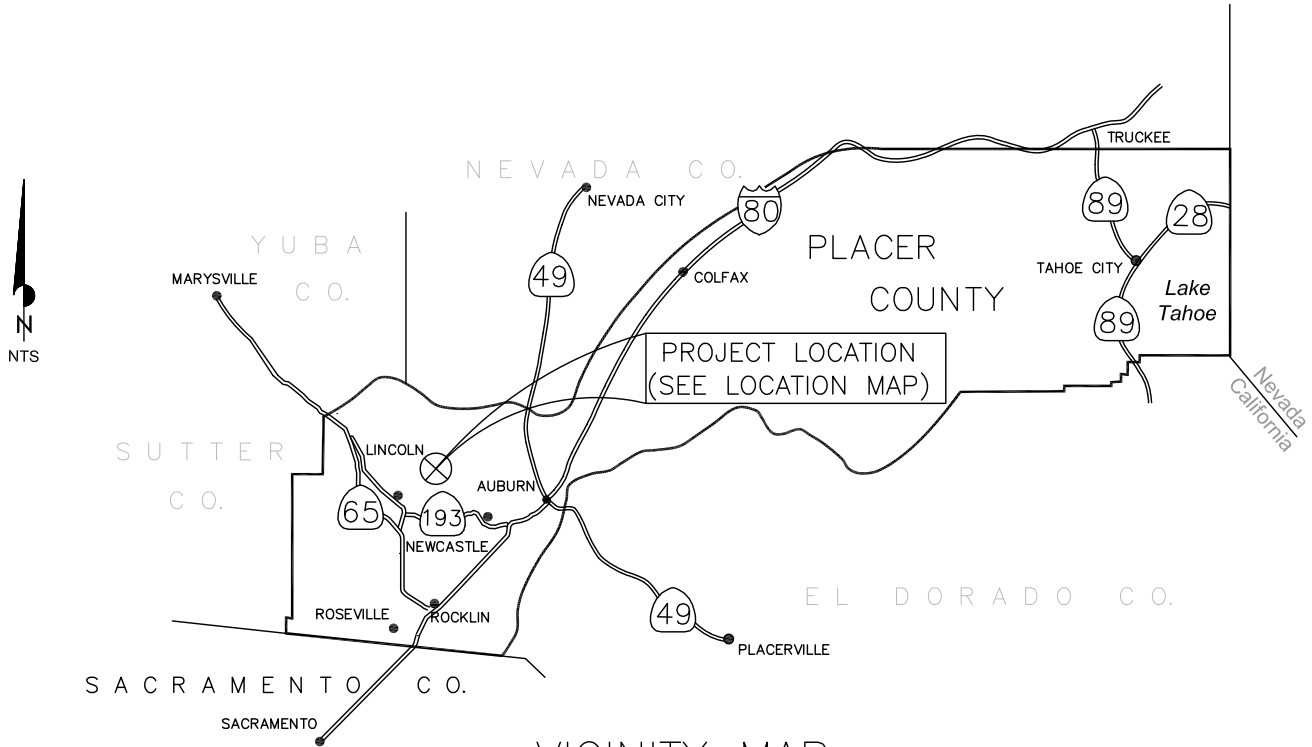 TRUCKEE
NEVADA CO.
NEVADA CITY
80
89
28
YUBA
CO.
49
PLACER
COUNTY
MARYSVILLE
COLFAX
TAHOE CITY
Lake
Tahoe
N
NTS
89
PROJECT LOCATION
(SEE LOCATION MAP)
Nevada
California
SUTTER
CO.
LINCOLN
AUBURN
65
193
NEWCASTLE
EL DORADO CO.
ROSEVILLE
ROCKLIN
49
PLACERVILLE
SACRAMENTO CO.
SACRAMENTO
VICINITY MAP